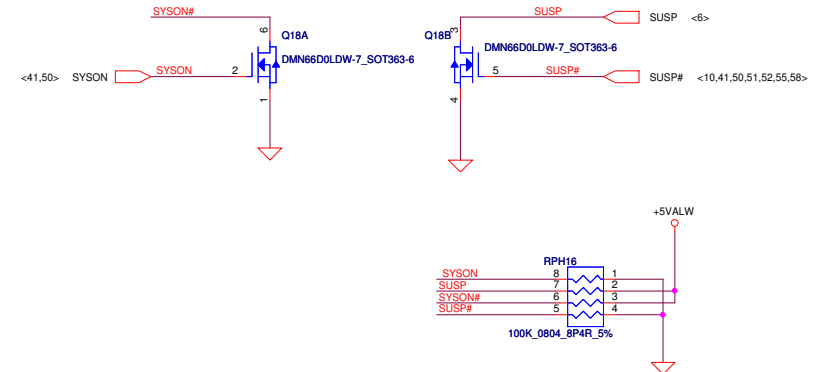 SYSON#
6
Q18A
DMN66D0LDW-7_SOT363-6
<41,50> SYSON SYSON 2
1
SUSP SUSP <6>
3
Q18B
DMN66D0LDW-7_SOT363-6
5 SUSP# SUSP# <10,41,50,51,52,55,58>
4
+5VALW
RPH16
SYSON 8 1
SUSP 7 2
SYSON# 6 3
SUSP# 5 4
100K_0804_8P4R_5%